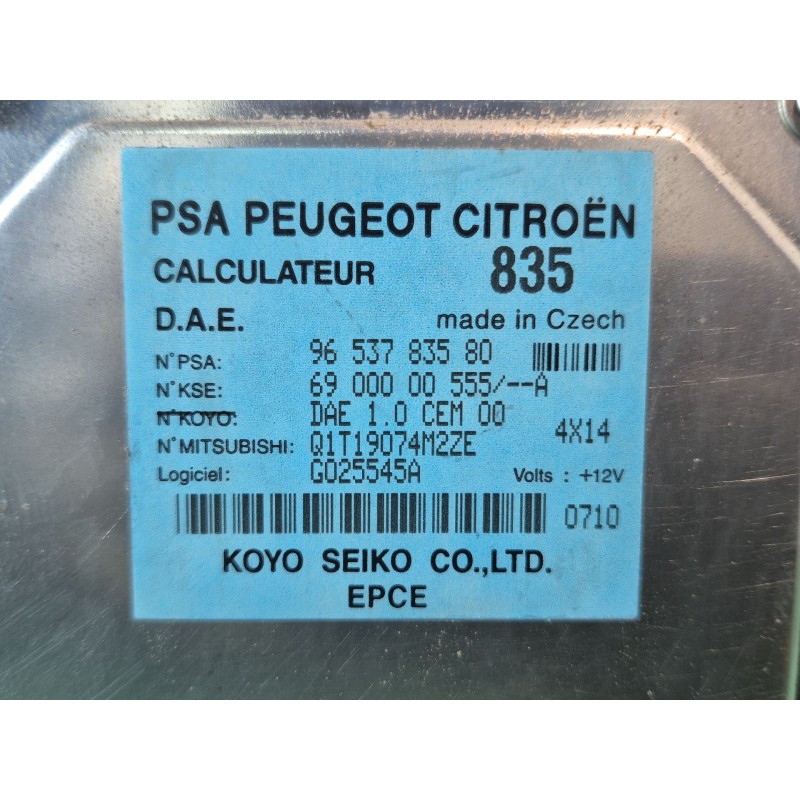 PSA PEUGEOT CITROËN
CALCULATEUR 835
D.A.E. made in Czech
N°PSA: 96 537 835 80
N°KSE: 69 000 00 555/--A
N°KOYO: DAE 1.0 CEM 00
4X14
N°MITSUBISHI: Q1T19074M2ZE
Logiciel: G025545A Volts : +12V
0710
KOYO SEIKO CO.,LTD.
EPCE